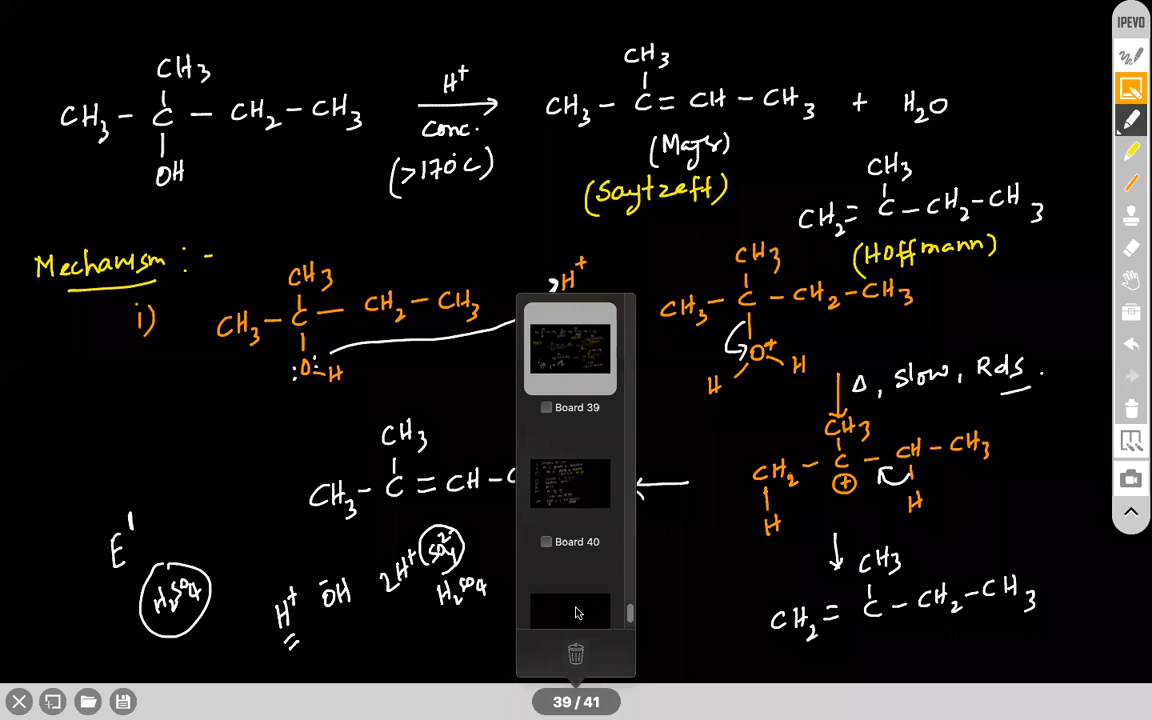 CH3
CH3 - C - CH2 - CH3
OH
H+
conc.
(>170°C)
CH3
CH3 - C = CH - CH3 + H2O
(Major)
(Saytzeff)
CH3
CH2 = C - CH2 - CH3
(Hoffmann)
Mechanism :-
i)
CH3
CH3 - C - CH2 - CH3
:O: - H
H+
CH3
CH3 - C - CH2 - CH3
O+
H H
Δ, Slow, Rds.
CH3
CH2 - C - CH - CH3
+
H H
CH3
CH3 - C = CH - C
CH3
CH2 = C - CH2 - CH3
E1
H2SO4
H+ OH 2H+ SO4 2-
H2SO4
Board 39
Board 40
39 / 41
IPEVO